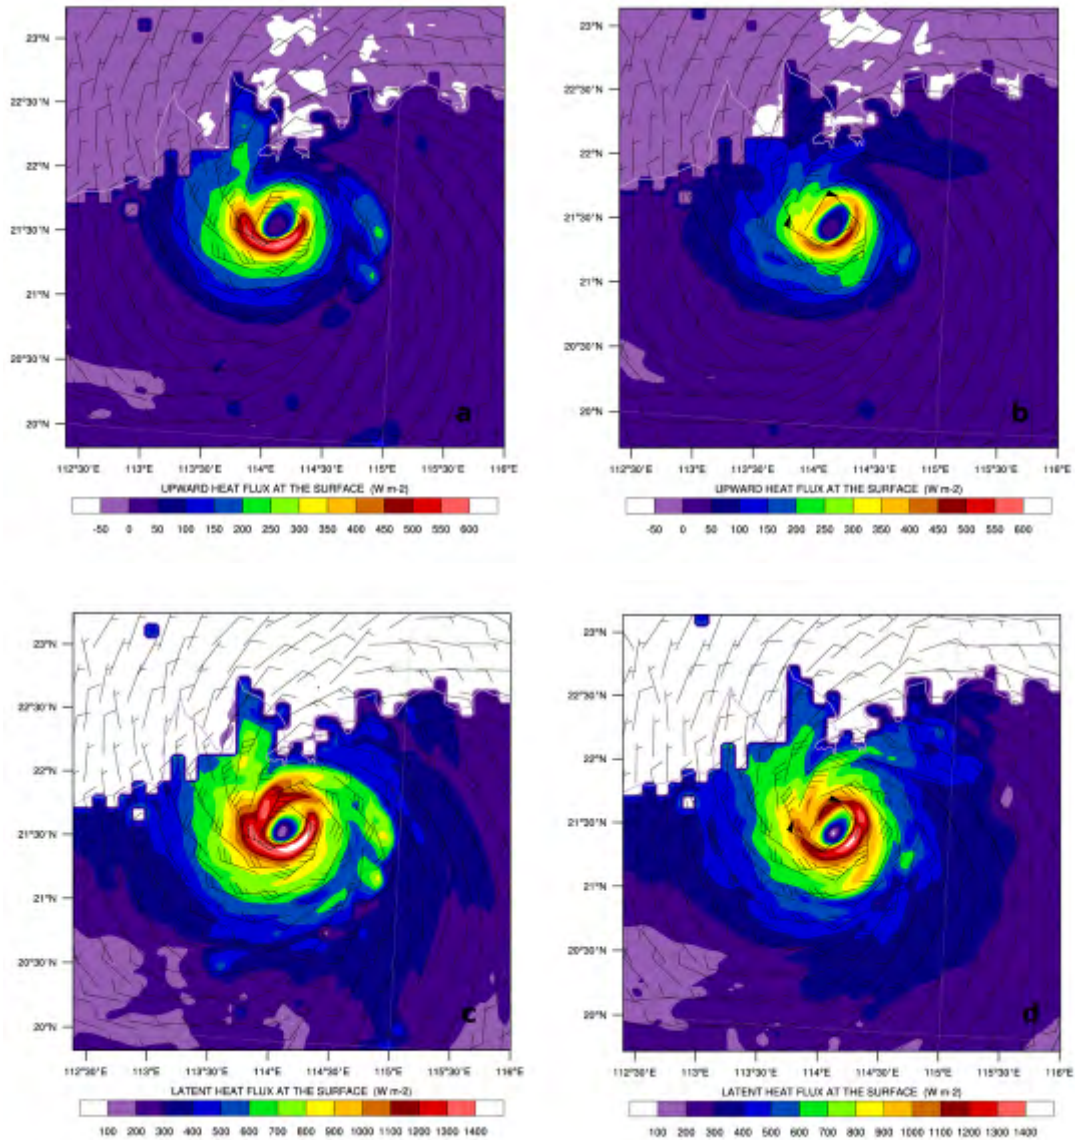 23°N
22°30'N
22°N
21°30'N
21°N
20°30'N
20°N
a
112°30'E 113°E 113°30'E 114°E 114°30'E 115°E 115°30'E 116°E
UPWARD HEAT FLUX AT THE SURFACE (W m-2)
-50 0 50 100 150 200 250 300 350 400 450 500 550 600
23°N
22°30'N
22°N
21°30'N
21°N
20°30'N
20°N
b
112°30'E 113°E 113°30'E 114°E 114°30'E 115°E 115°30'E 116°E
UPWARD HEAT FLUX AT THE SURFACE (W m-2)
-50 0 50 100 150 200 250 300 350 400 450 500 550 600
23°N
22°30'N
22°N
21°30'N
21°N
20°30'N
20°N
c
112°30'E 113°E 113°30'E 114°E 114°30'E 115°E 115°30'E 116°E
LATENT HEAT FLUX AT THE SURFACE (W m-2)
100 200 300 400 500 600 700 800 900 1000 1100 1200 1300 1400
23°N
22°30'N
22°N
21°30'N
21°N
20°30'N
20°N
d
112°30'E 113°E 113°30'E 114°E 114°30'E 115°E 115°30'E 116°E
LATENT HEAT FLUX AT THE SURFACE (W m-2)
100 200 300 400 500 600 700 800 900 1000 1100 1200 1300 1400